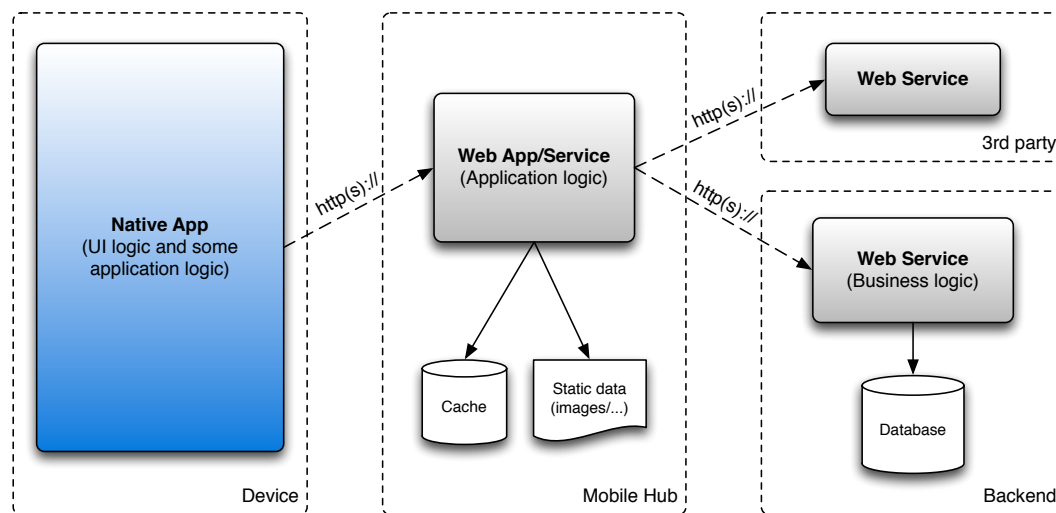 Native App
(UI logic and some
application logic)
Device
http(s)://
Web App/Service
(Application logic)
Cache
Static data
(images/...)
Mobile Hub
http(s)://
Web Service
3rd party
http(s)://
Web Service
(Business logic)
Database
Backend